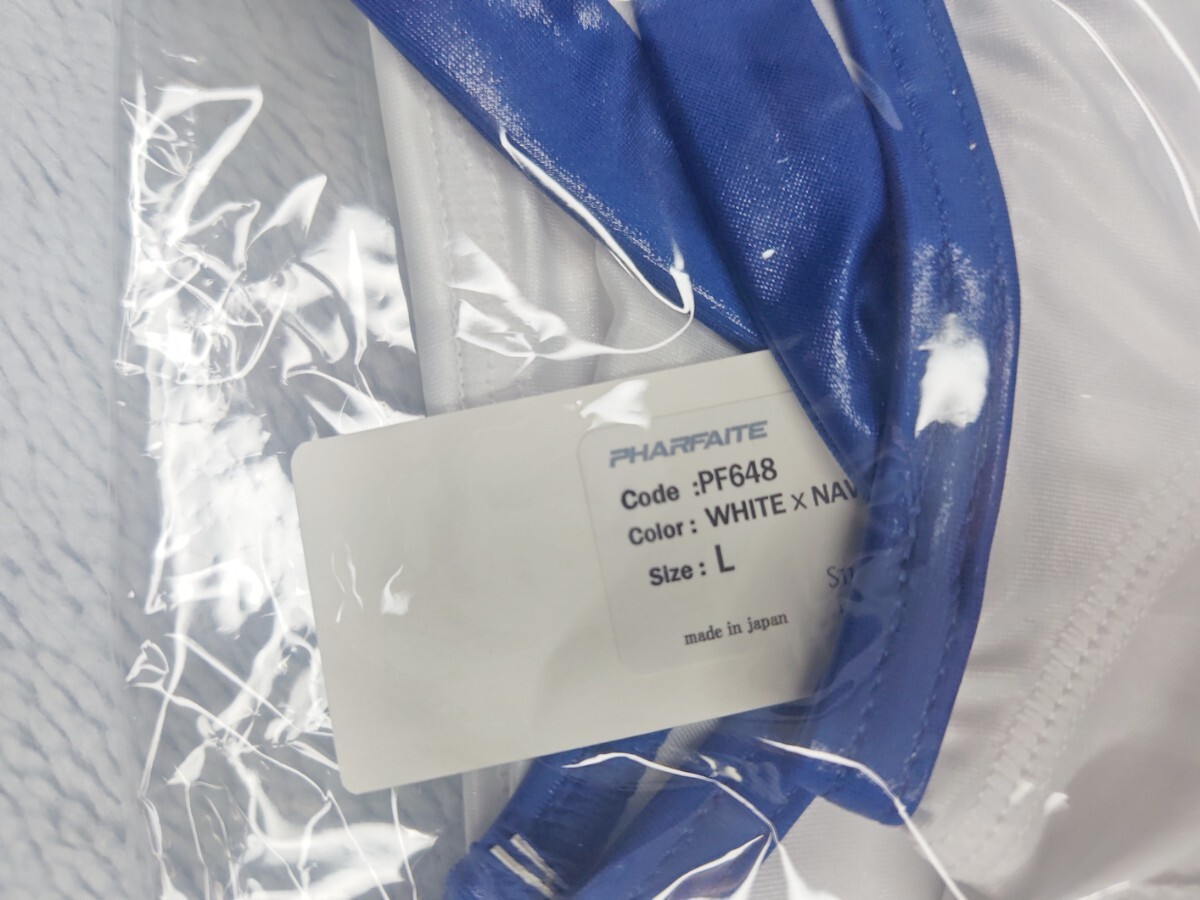 PHARFAITE
Code :PF648
Color : WHITE x NAV
Size : L
made in japan